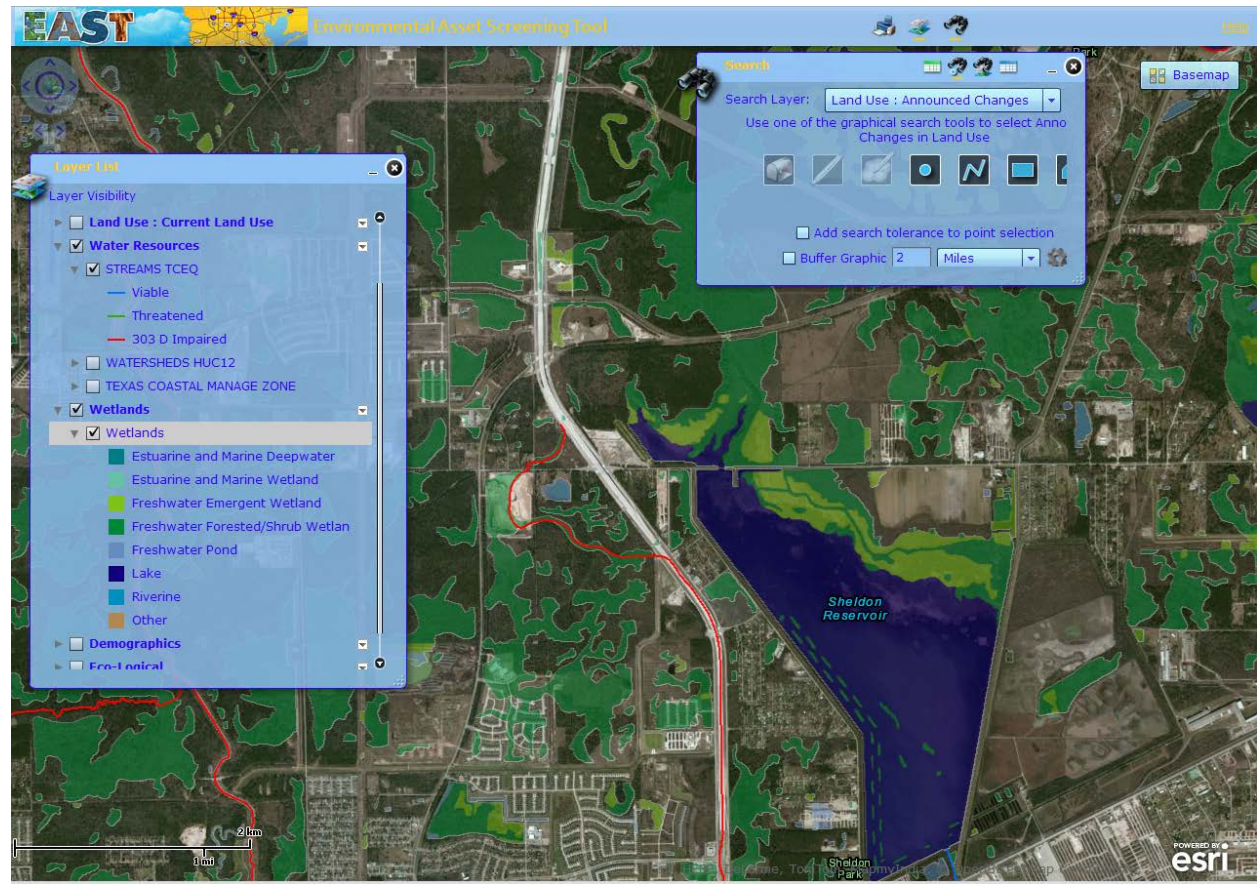 EAST
Environmental Asset Screening Tool
Help
Park
Basemap
Search
Search Layer: Land Use : Announced Changes
Use one of the graphical search tools to select Anno
Changes in Land Use
Add search tolerance to point selection
Buffer Graphic 2 Miles
Layer List
Layer Visibility
Land Use : Current Land Use
Water Resources
STREAMS TCEQ
Viable
Threatened
303 D Impaired
WATERSHEDS HUC12
TEXAS COASTAL MANAGE ZONE
Wetlands
Wetlands
Estuarine and Marine Deepwater
Estuarine and Marine Wetland
Freshwater Emergent Wetland
Freshwater Forested/Shrub Wetlan
Freshwater Pond
Lake
Riverine
Other
Demographics
Eco-Logical
Sheldon
Reservoir
2 km
1 mi
Sheldon
Park
POWERED BY
esri